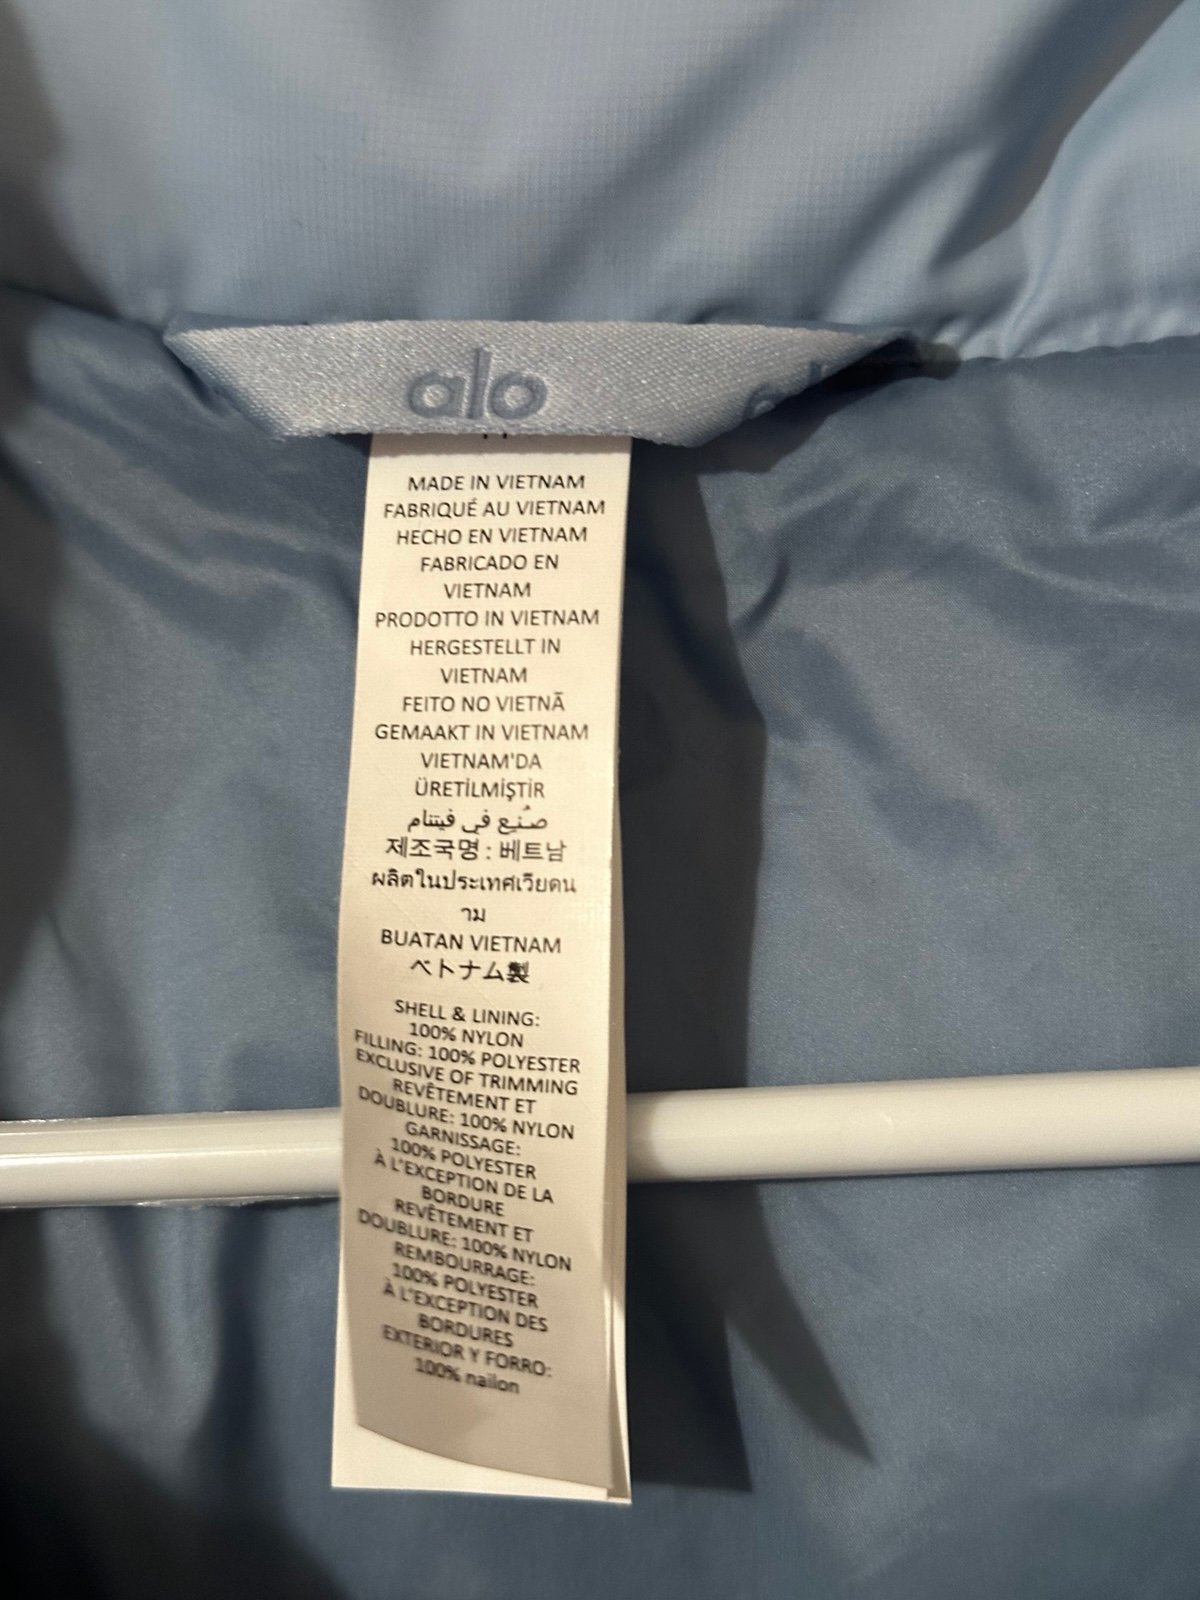 alo
MADE IN VIETNAM
FABRIQUÉ AU VIETNAM
HECHO EN VIETNAM
FABRICADO EN
VIETNAM
PRODOTTO IN VIETNAM
HERGESTELLT IN
VIETNAM
FEITO NO VIETNÃ
GEMAAKT IN VIETNAM
VIETNAM'DA
ÜRETİLMİŞTİR
صُنِع في فيتنام
제조국명 : 베트남
ผลิตในประเทศเวียดน
าม
BUATAN VIETNAM
ベトナム製
SHELL & LINING:
100% NYLON
FILLING: 100% POLYESTER
EXCLUSIVE OF TRIMMING
REVÊTEMENT ET
DOUBLURE: 100% NYLON
GARNISSAGE:
100% POLYESTER
À L'EXCEPTION DE LA
BORDURE
REVÊTEMENT ET
DOUBLURE: 100% NYLON
REMBOURRAGE:
100% POLYESTER
À L'EXCEPTION DES
BORDURES
EXTERIOR Y FORRO:
100% nailon